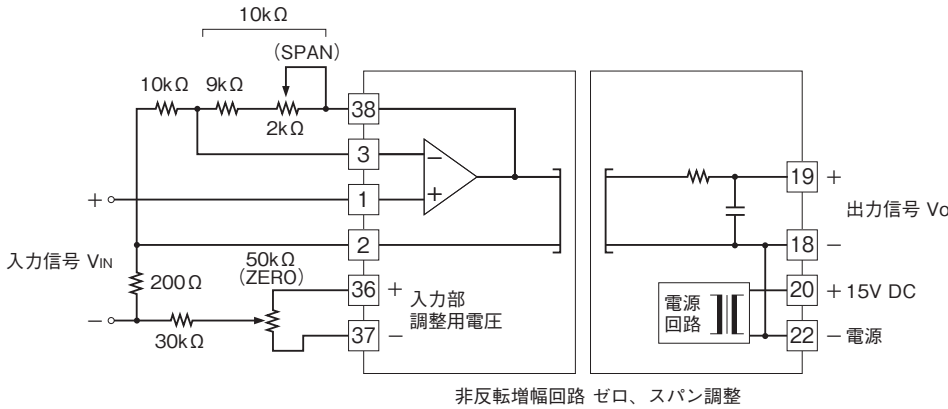 10kΩ
(SPAN)
10kΩ 9kΩ
2kΩ
38
3
−
1
+
+
2
入力信号 VIN
200Ω
50kΩ
(ZERO)
36
+
入力部
調整用電圧
−
30kΩ
37
−
19
+
出力信号 Vo
18
−
電源
回路
20
+ 15V DC
22
− 電源
非反転増幅回路 ゼロ、スパン調整